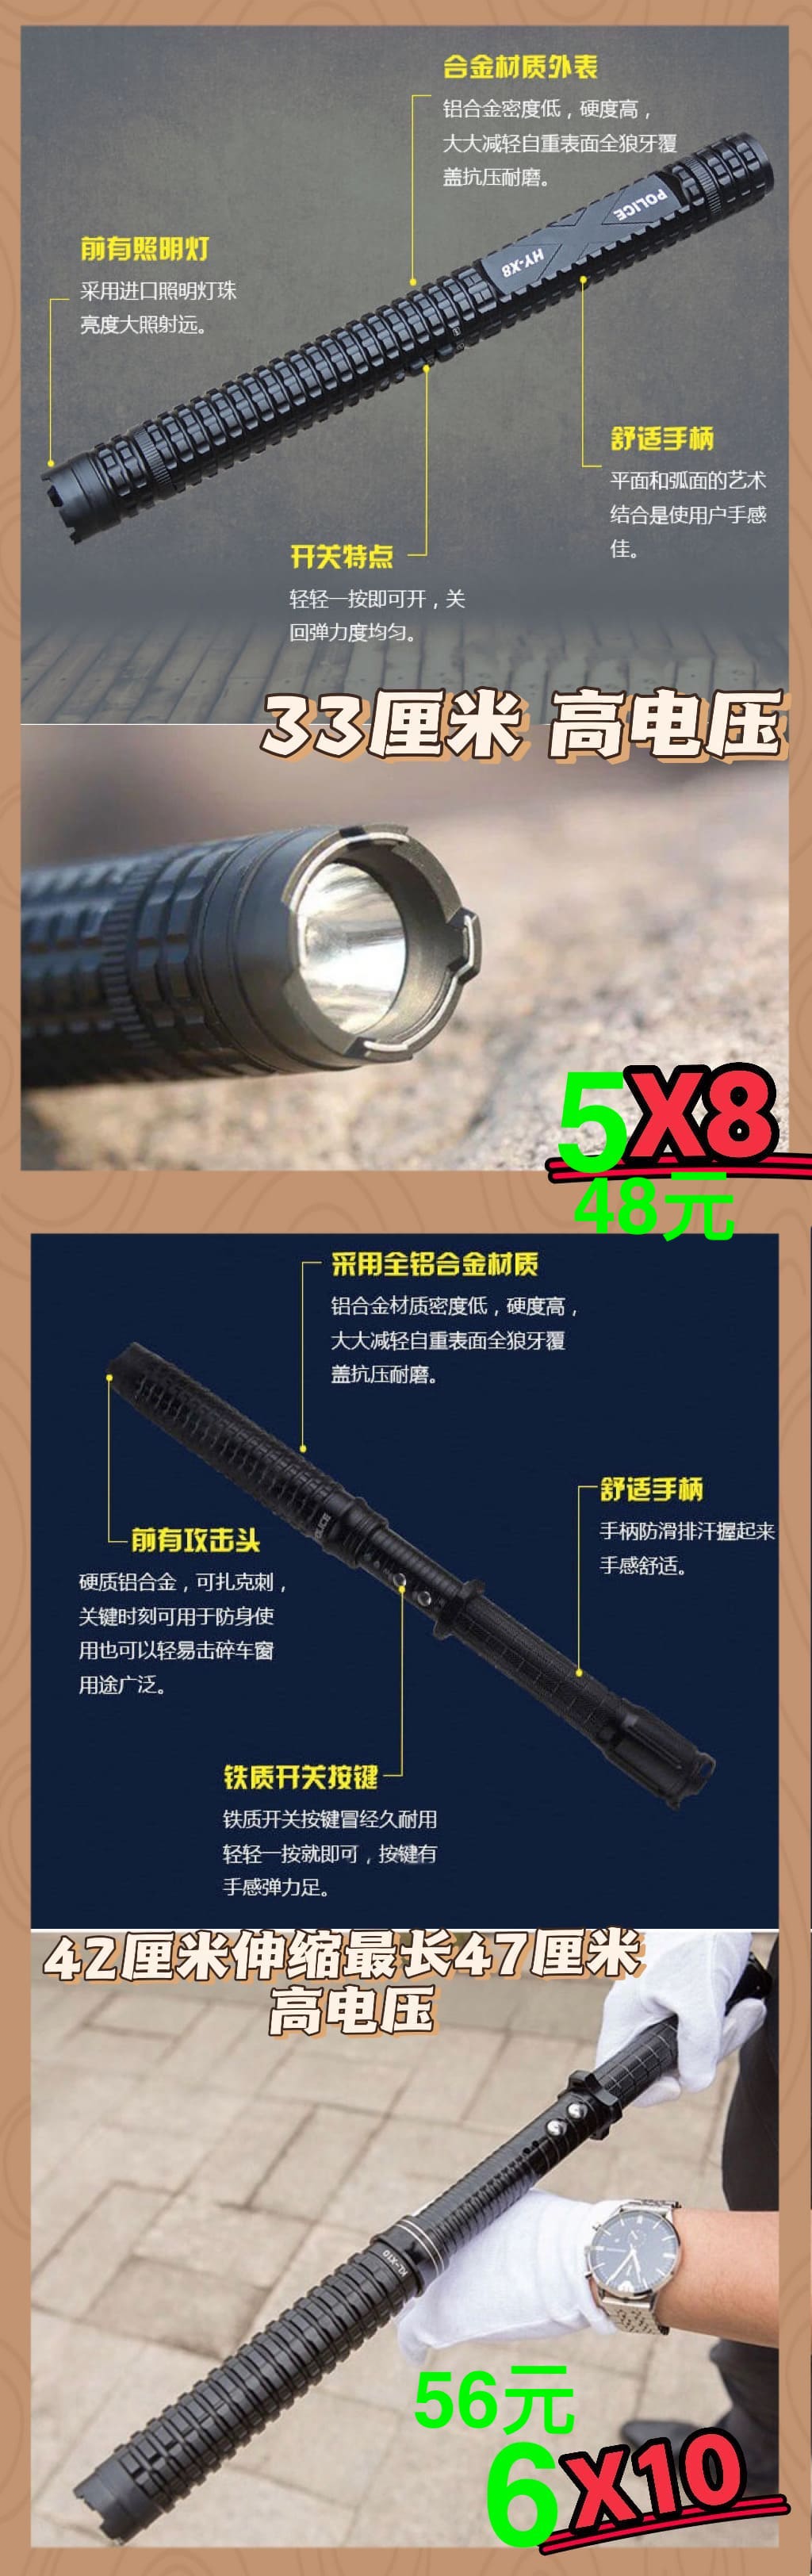 合金材质外表
铝合金密度低，硬度高，
大大减轻自重表面全狼牙覆
盖抗压耐磨。
POLICE
HY-X8
前有照明灯
采用进口照明灯珠
亮度大照射远。
舒适手柄
平面和弧面的艺术
结合是使用户手感
佳。
开关特点
轻轻一按即可开，关
回弹力度均匀。
33厘米 高电压
5X8
48元
采用全铝合金材质
铝合金材质密度低，硬度高，
大大减轻自重表面全狼牙覆
盖抗压耐磨。
舒适手柄
手柄防滑排汗握起来
手感舒适。
前有攻击头
硬质铝合金，可扎克刺，
关键时刻可用于防身使
用也可以轻易击碎车窗
用途广泛。
铁质开关按键
铁质开关按键冒经久耐用
轻轻一按就即可，按键有
手感弹力足。
42厘米伸缩最长47厘米
高电压
KL-X10
56元
6X10